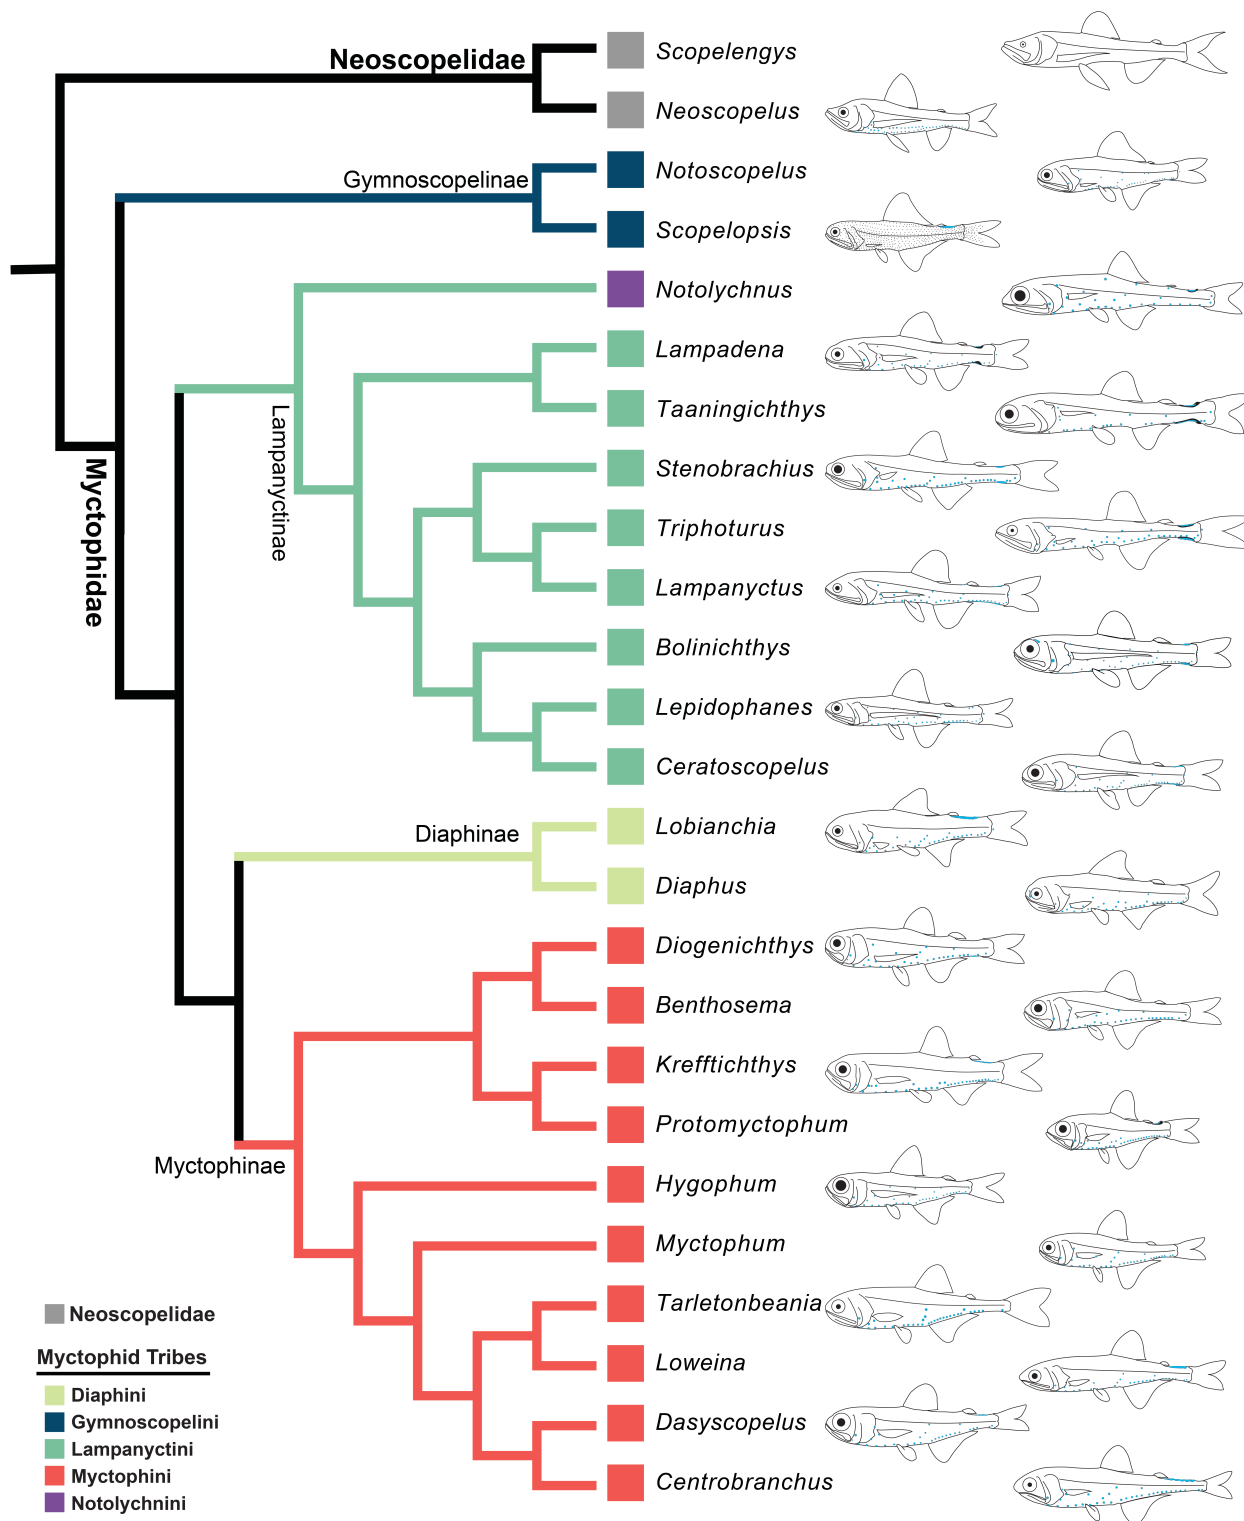 Neoscopelidae
Scopelengys
Neoscopelus
Gymnoscopelinae
Notoscopelus
Scopelopsis
Notolychnus
Lampadena
Taaningichthys
Lampanyctinae
Myctophidae
Stenobrachius
Triphoturus
Lampanyctus
Bolinichthys
Lepidophanes
Ceratoscopelus
Diaphinae
Lobianchia
Diaphus
Diogenichthys
Benthosema
Krefftichthys
Protomyctophum
Myctophinae
Hygophum
Myctophum
Tarletonbeania
Loweina
Dasyscopelus
Centrobranchus
Neoscopelidae
Myctophid Tribes
Diaphini
Gymnoscopelini
Lampanyctini
Myctophini
Notolychnini